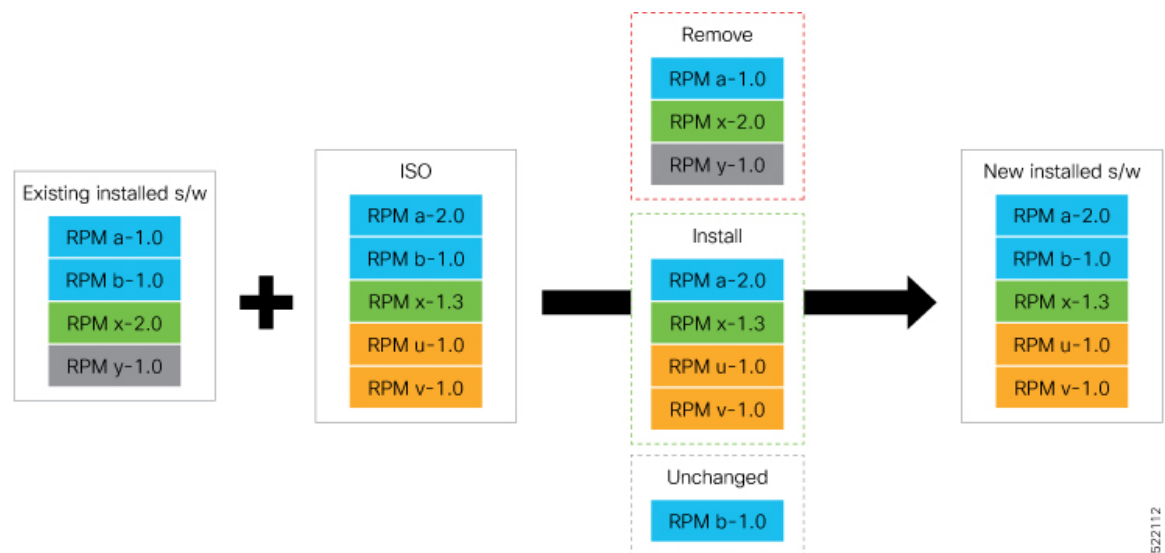 Existing installed s/w
RPM a-1.0
RPM b-1.0
RPM x-2.0
RPM y-1.0
ISO
RPM a-2.0
RPM b-1.0
RPM x-1.3
RPM u-1.0
RPM v-1.0
Remove
RPM a-1.0
RPM x-2.0
RPM y-1.0
Install
RPM a-2.0
RPM x-1.3
RPM u-1.0
RPM v-1.0
Unchanged
RPM b-1.0
New installed s/w
RPM a-2.0
RPM b-1.0
RPM x-1.3
RPM u-1.0
RPM v-1.0
522112